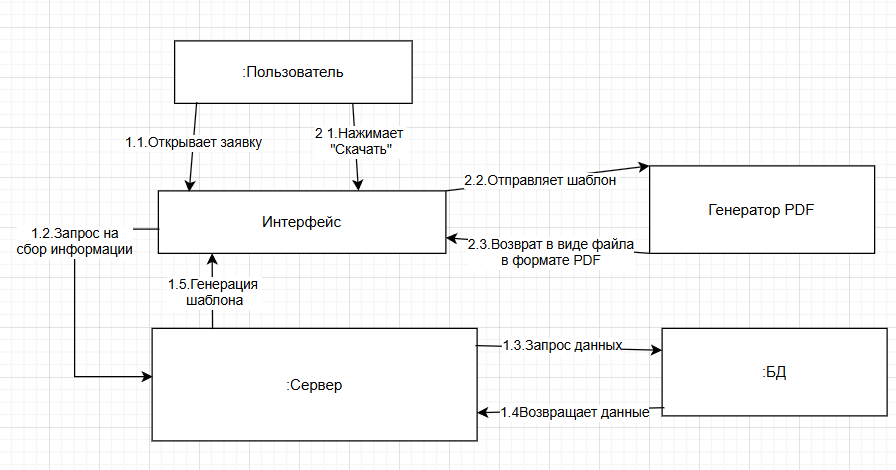 :Пользователь
1.1.Открывает заявку
2 1.Нажимает
"Скачать"
2.2.Отправляет шаблон
Генератор PDF
Интерфейс
1.2.Запрос на
сбор информации
2.3.Возврат в виде файла
в формате PDF
1.5.Генерация
шаблона
1.3.Запрос данных
:Сервер
:БД
1.4Возвращает данные